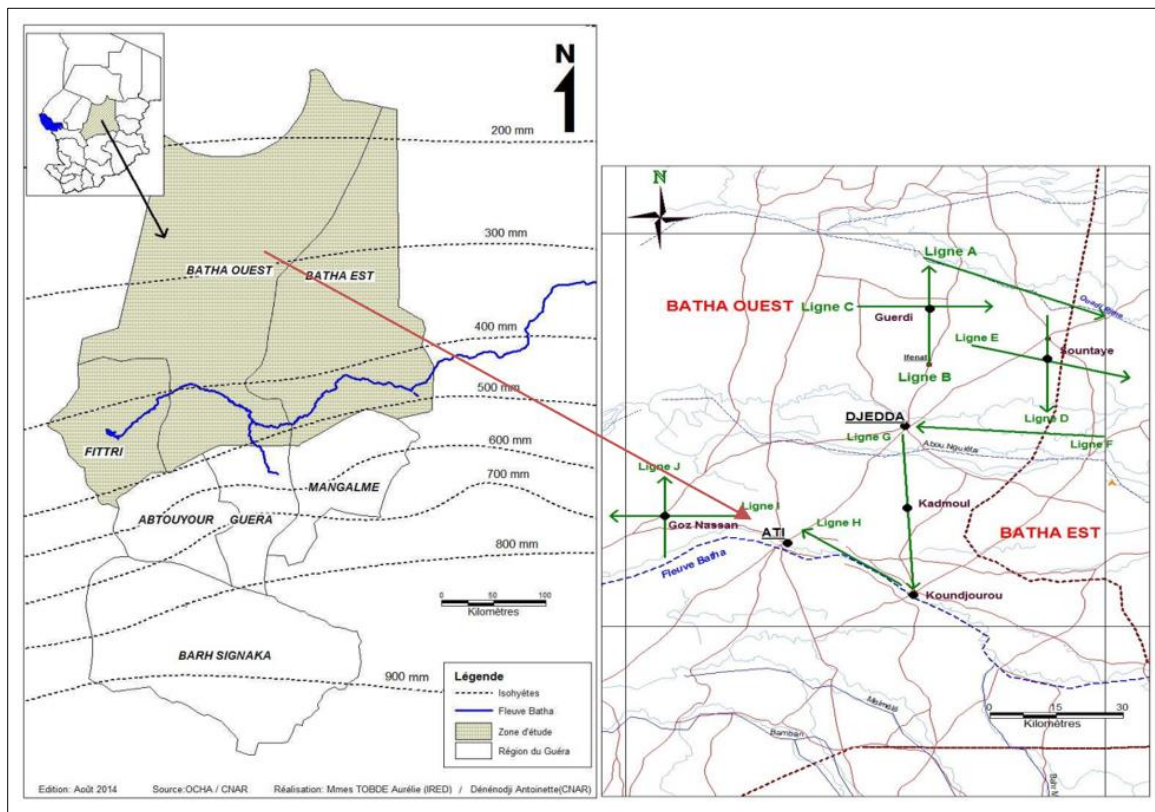 N
200 mm
300 mm
BATHA OUEST
BATHA EST
400 mm
500 mm
FITTRI
600 mm
700 mm
MANGALME
ABTOUYOUR
GUERA
800 mm
0 50 100
Kilomètres
BARH SIGNAKA
900 mm
Légende
Isohyètes
Fleuve Batha
Zone d'étude
Région du Guéra
Edition: Août 2014 Source:OCHA / CNAR Réalisation: Mmes TOBDE Aurélie (IRED) / Dénénodji Antoinette(CNAR)
N
Ligne A
BATHA OUEST
Ligne C
Guerdi
Ligne E
Sountaye
Ifenat
Ligne B
DJEDDA
Ligne D
Ligne G
Ligne F
Abou
Ligne J
Kadmoul
Ligne I
Goz Nassan
Ligne H
ATI
BATHA EST
Fleuve Batha
Koundjourou
0 15 30
Kilomètres
Bamban